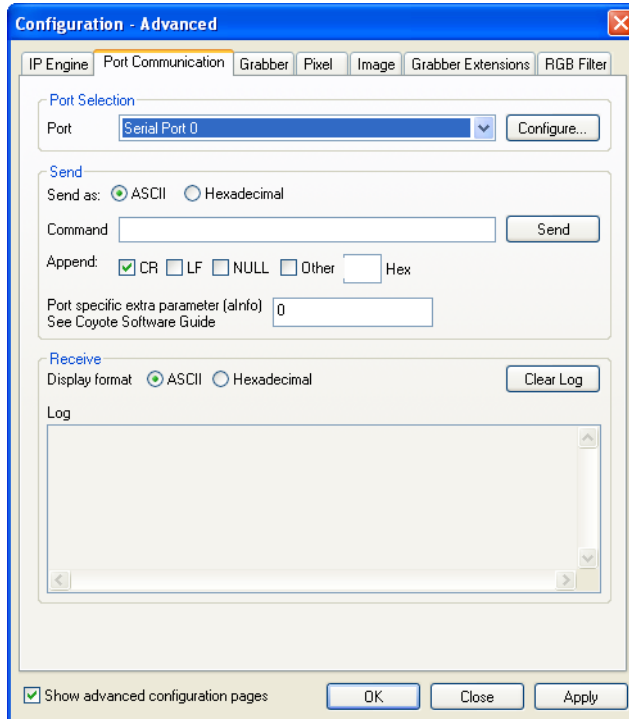 Configuration - Advanced
IP Engine Port Communication Grabber Pixel Image Grabber Extensions RGB Filter
Port Selection
Port Serial Port 0 Configure...
Send
Send as: ASCII Hexadecimal
Command Send
Append: CR LF NULL Other Hex
Port specific extra parameter (aInfo) 0
See Coyote Software Guide
Receive
Display format ASCII Hexadecimal Clear Log
Log
Show advanced configuration pages OK Close Apply